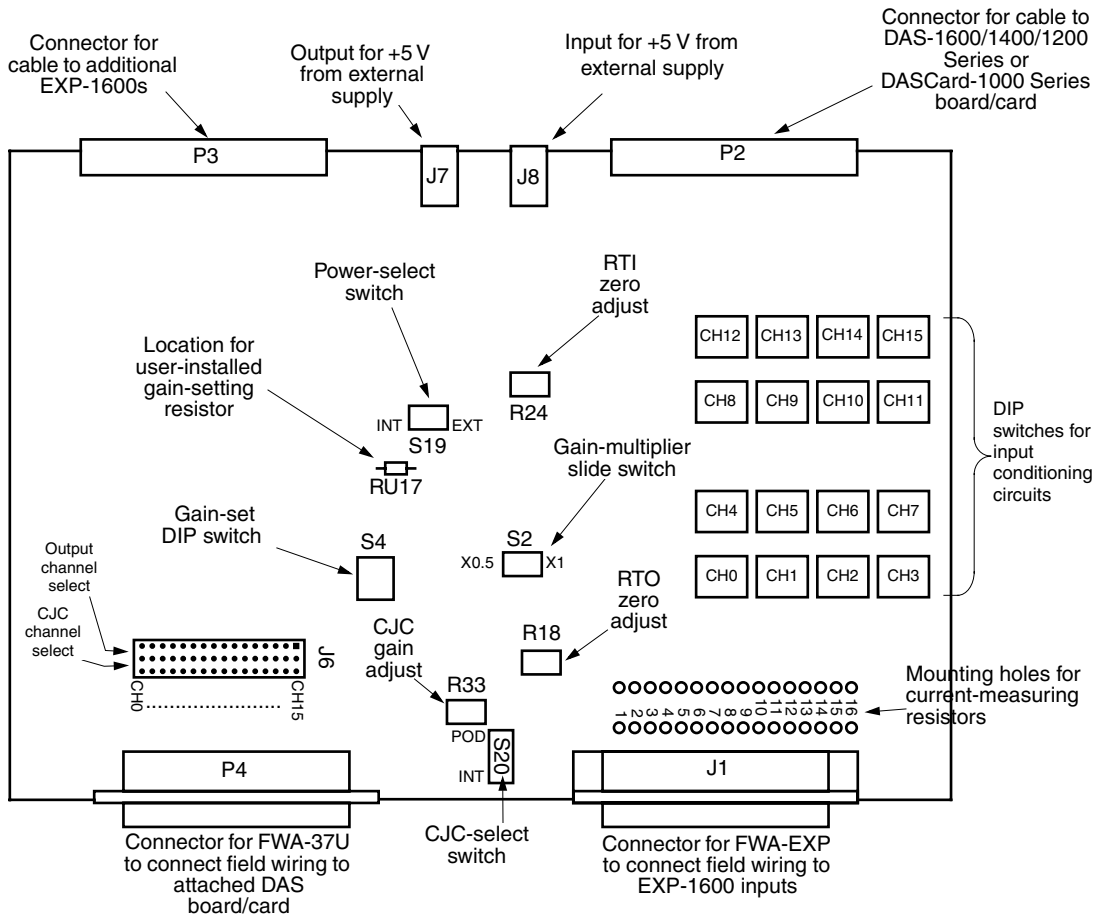 Connector for
cable to additional
EXP-1600s
Output for +5 V
from external
supply
Input for +5 V from
external supply
Connector for cable to
DAS-1600/1400/1200
Series or
DASCard-1000 Series
board/card
P3
J7
J8
P2
Power-select
switch
RTI
zero
adjust
Location for
user-installed
gain-setting
resistor
INT
EXT
S19
R24
RU17
CH12
CH13
CH14
CH15
CH8
CH9
CH10
CH11
DIP
switches for
input
conditioning
circuits
Gain-multiplier
slide switch
Gain-set
DIP switch
S4
S2
X0.5
X1
CH4
CH5
CH6
CH7
CH0
CH1
CH2
CH3
Output
channel
select
CJC
channel
select
J6
CH0
CH15
RTO
zero
adjust
R18
CJC
gain
adjust
R33
POD
S20
INT
1
2
3
4
5
6
7
8
9
10
11
12
13
14
15
16
Mounting holes for
current-measuring
resistors
P4
J1
Connector for FWA-37U
to connect field wiring to
attached DAS
board/card
CJC-select
switch
Connector for FWA-EXP
to connect field wiring to
EXP-1600 inputs